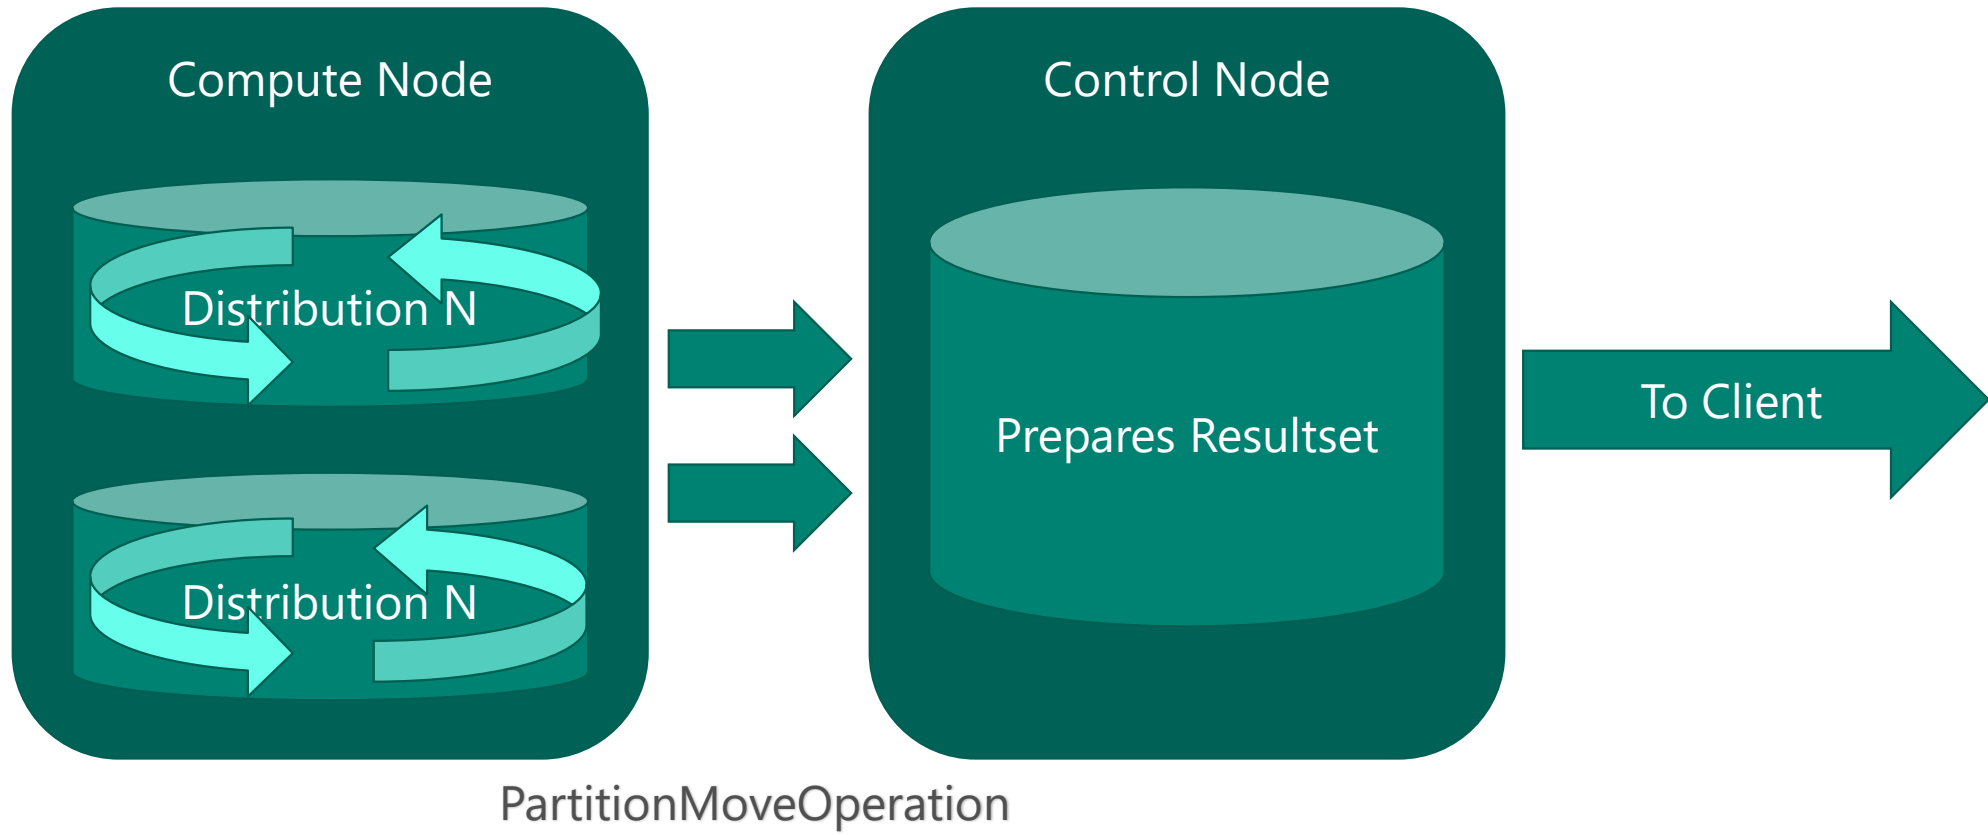 Compute Node
Distribution N
Distribution N
Control Node
Prepares Resultset
To Client
PartitionMoveOperation